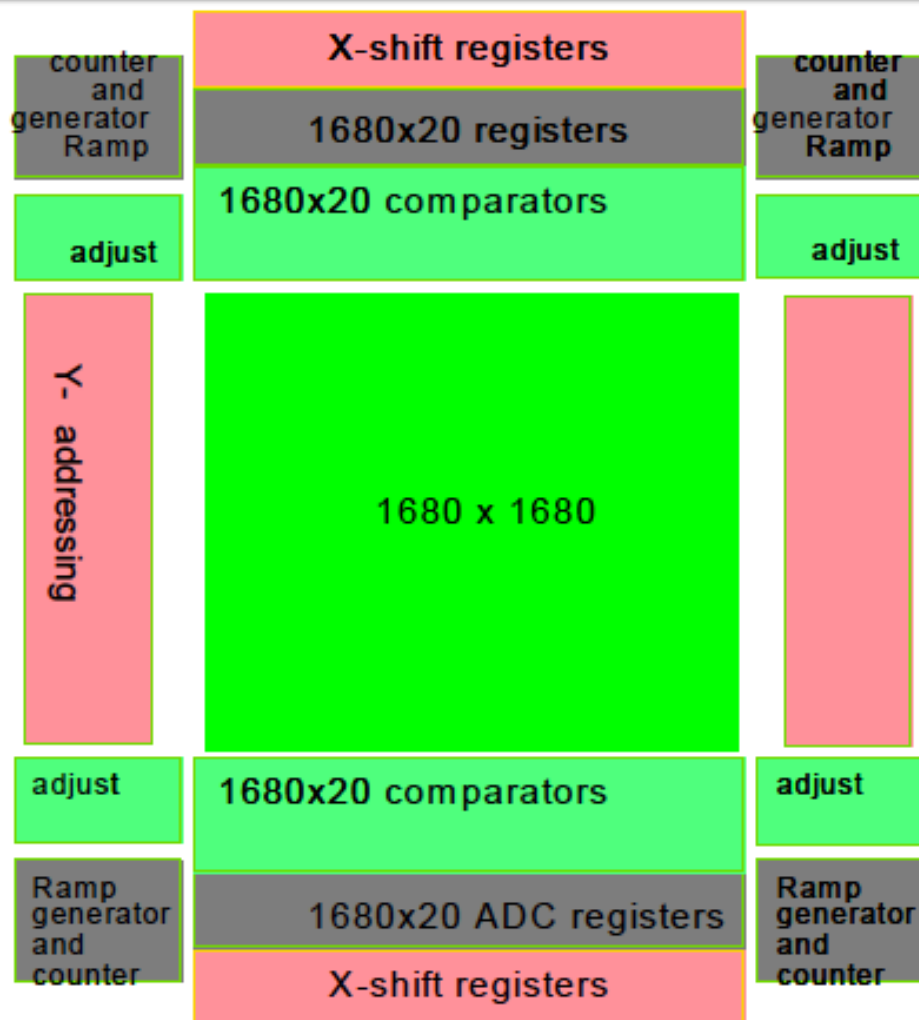 X-shift registers
counter
and
generator
Ramp
counter
and
generator
Ramp
1680x20 registers
1680x20 comparators
adjust
adjust
Y- addressing
1680 x 1680
adjust
1680x20 comparators
adjust
Ramp
generator
and
counter
1680x20 ADC registers
Ramp
generator
and
counter
X-shift registers